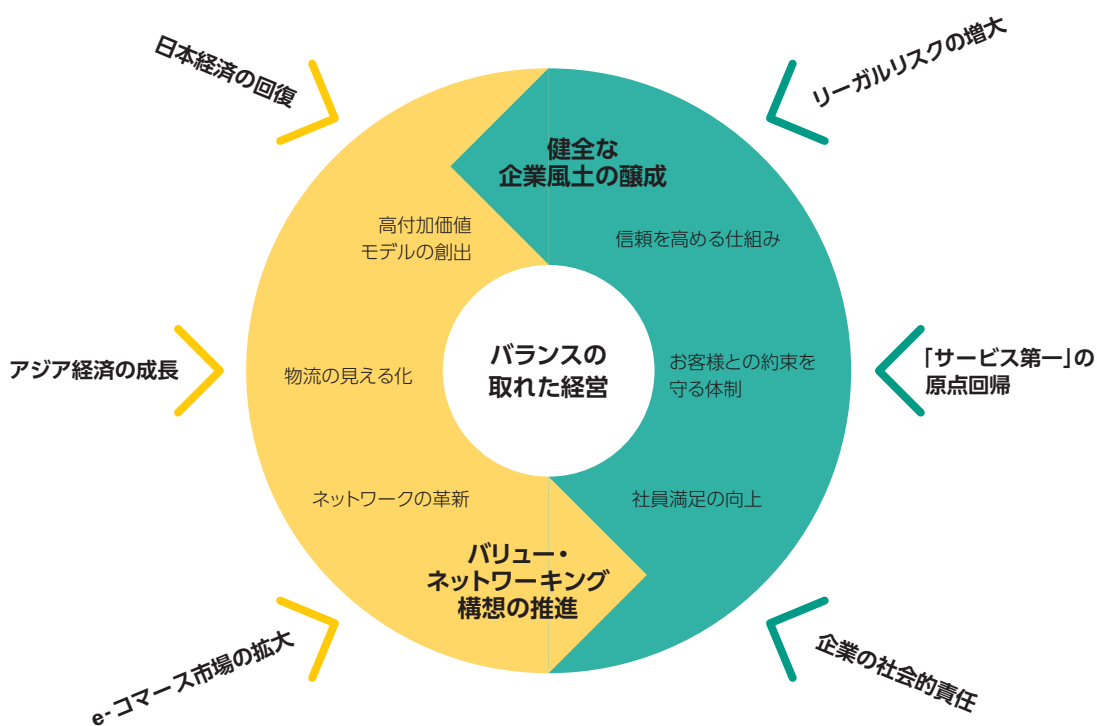 日本経済の回復
リーガルリスクの増大
健全な
企業風土の醸成
高付加価値
モデルの創出
信頼を高める仕組み
アジア経済の成長
物流の見える化
バランスの
取れた経営
お客様との約束を
守る体制
「サービス第一」の
原点回帰
ネットワークの革新
社員満足の向上
バリュー・
ネットワーキング
構想の推進
e-コマース市場の拡大
企業の社会的責任